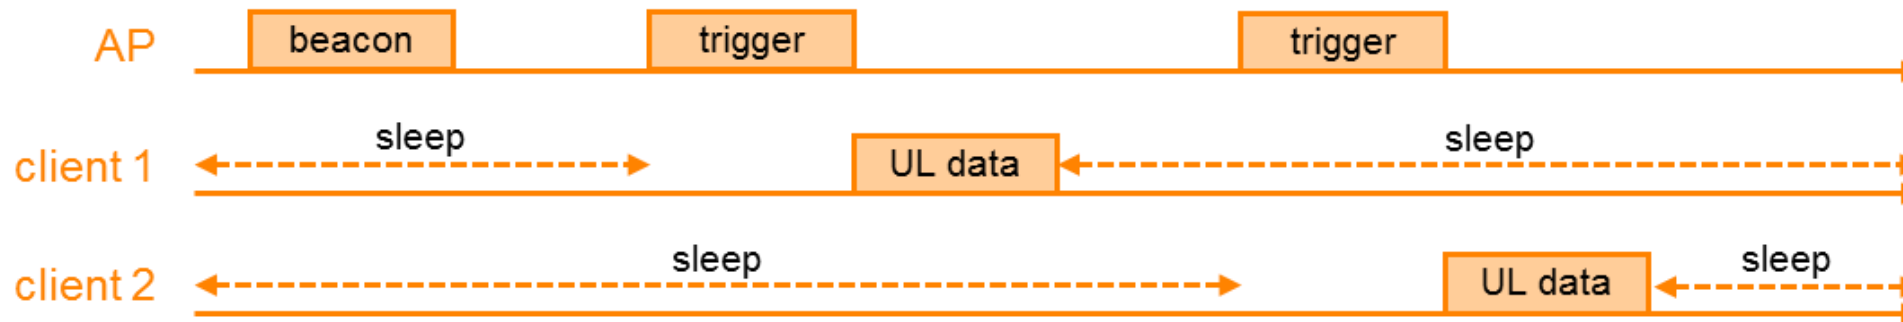 AP beacon trigger trigger
client 1 sleep UL data sleep
client 2 sleep UL data sleep